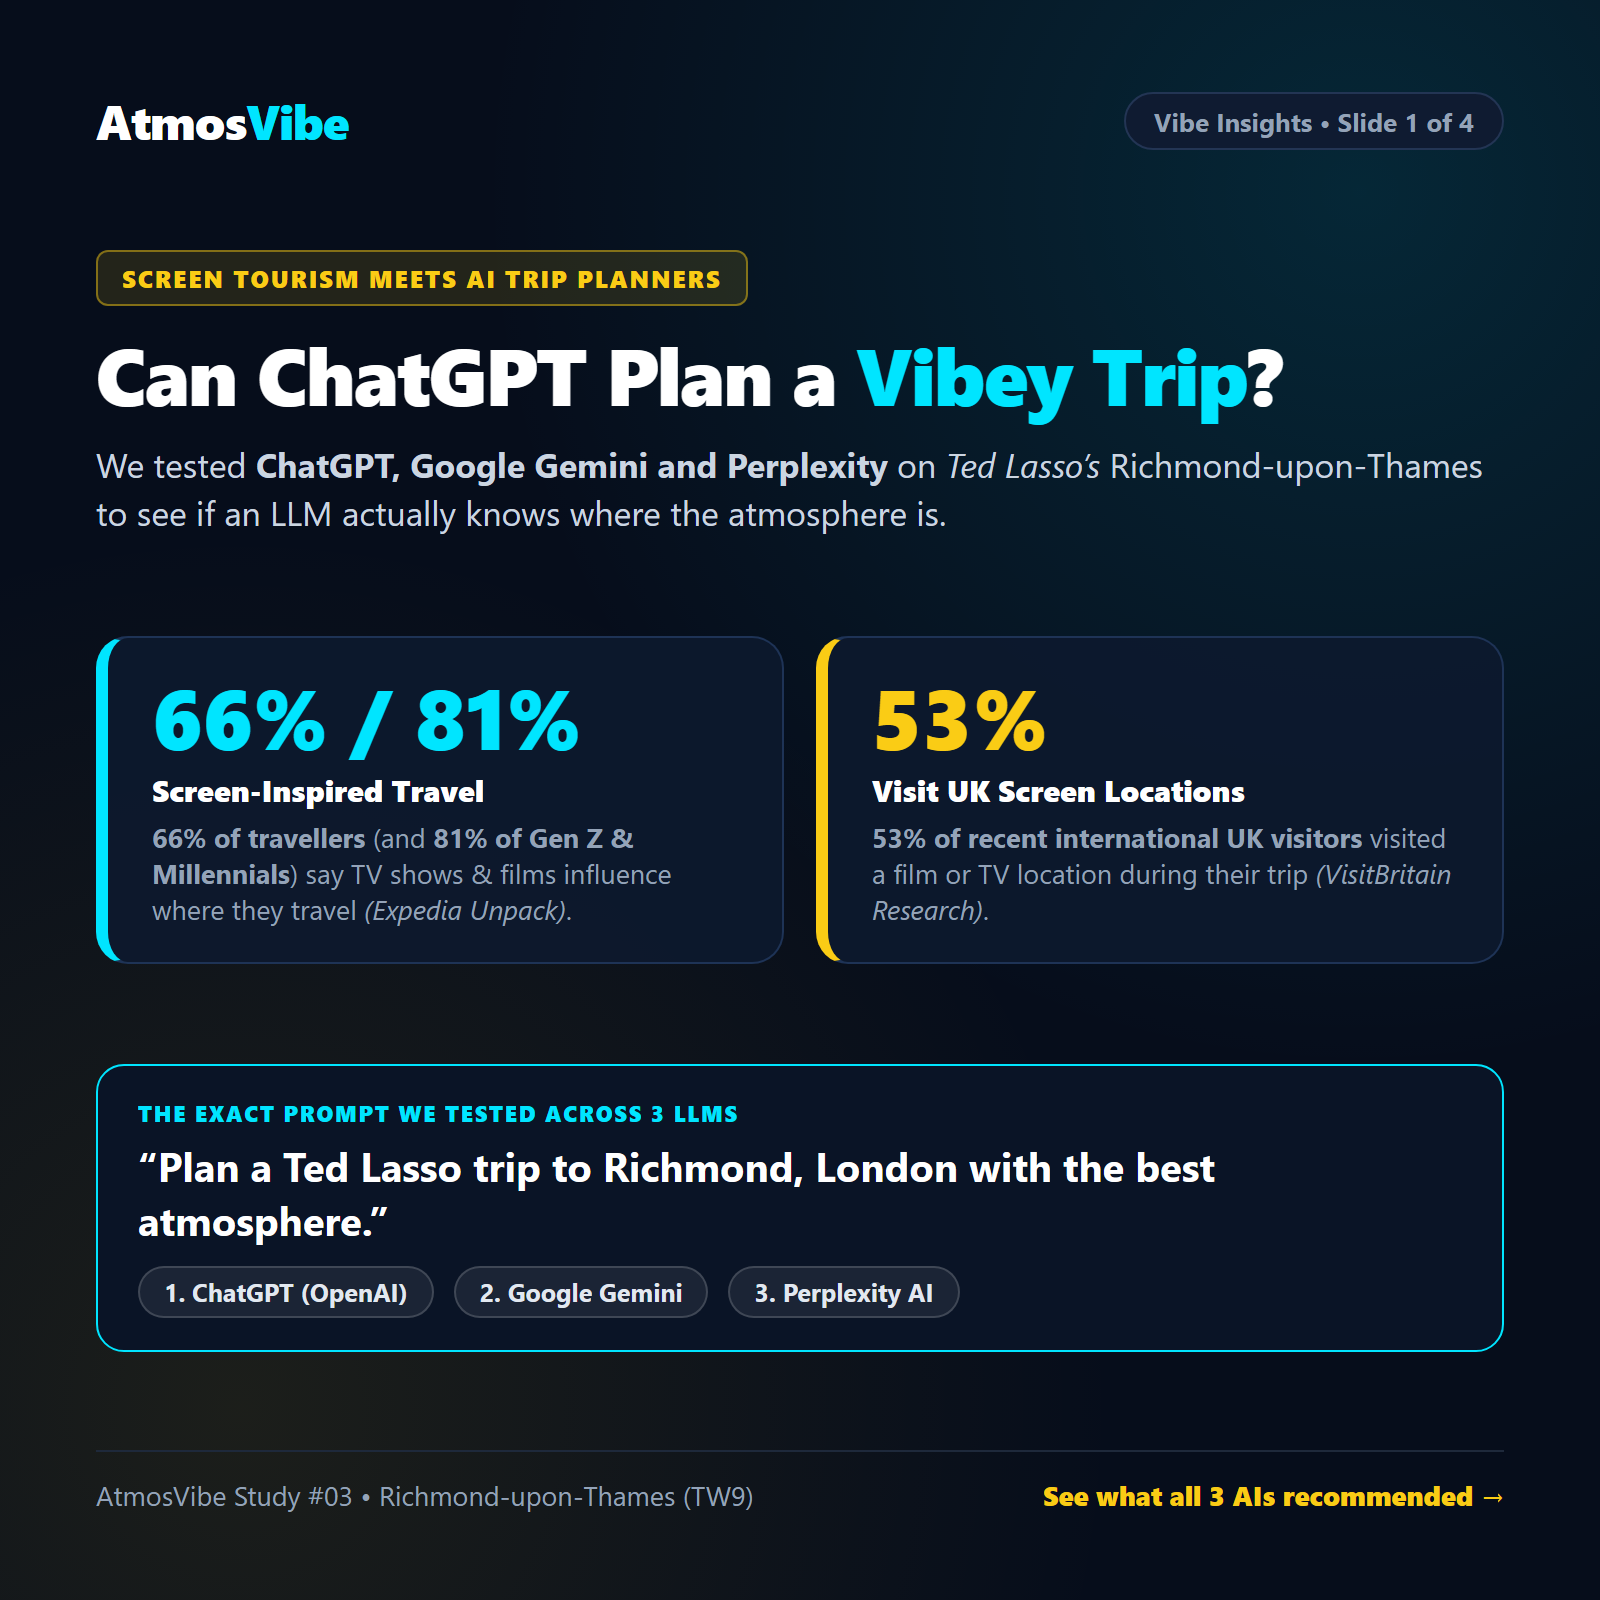 AtmosVibe
Vibe Insights • Slide 1 of 4
SCREEN TOURISM MEETS AI TRIP PLANNERS
Can ChatGPT Plan a Vibey Trip?
We tested ChatGPT, Google Gemini and Perplexity on Ted Lasso’s Richmond-upon-Thames
to see if an LLM actually knows where the atmosphere is.
66% / 81%
Screen-Inspired Travel
66% of travellers (and 81% of Gen Z &
Millennials) say TV shows & films influence
where they travel (Expedia Unpack).
53%
Visit UK Screen Locations
53% of recent international UK visitors visited
a film or TV location during their trip (VisitBritain
Research).
THE EXACT PROMPT WE TESTED ACROSS 3 LLMS
“Plan a Ted Lasso trip to Richmond, London with the best
atmosphere.”
1. ChatGPT (OpenAI)
2. Google Gemini
3. Perplexity AI
AtmosVibe Study #03 • Richmond-upon-Thames (TW9)
See what all 3 AIs recommended →